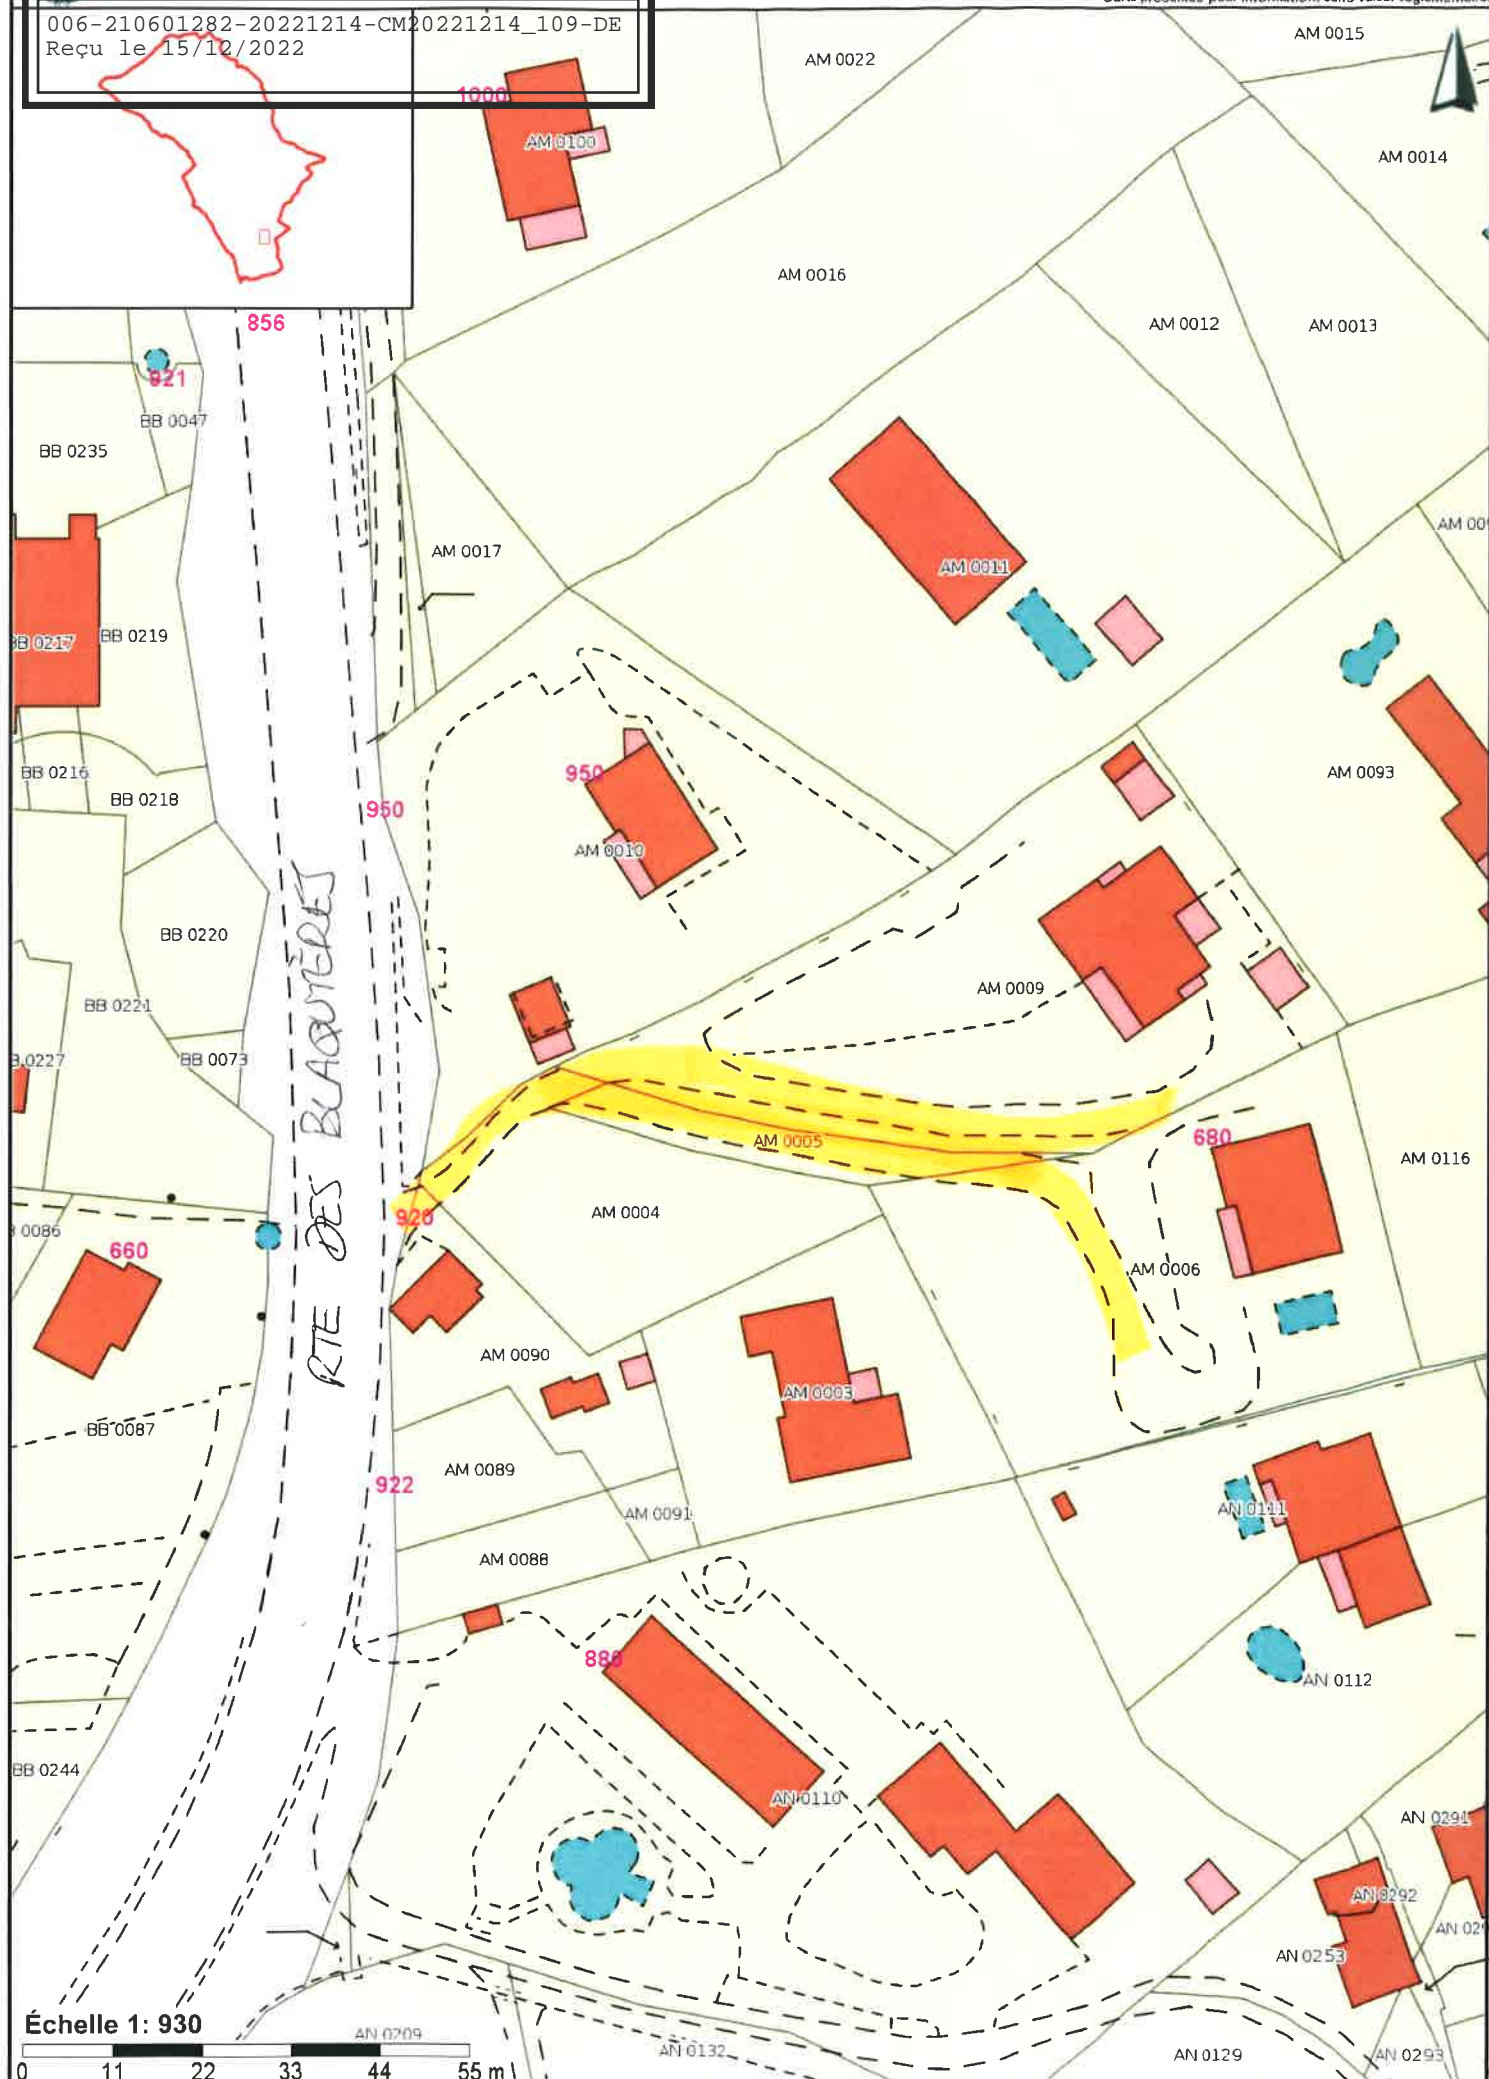 006-210601282-20221214-CM20221214_109-DE
Reçu le 15/12/2022
AM 0015
AM 0022
1000
AM 0100
AM 0014
AM 0016
856
AM 0012
AM 0013
921
BB 0047
BB 0235
AM 0017
AM 0011
BB 0219
BB 0217
BB 0216
950
AM 0093
BB 0218
950
AM 0010
BB 0220
AM 0009
BB 0221
BB 0073
680
AM 0005
AM 0116
AM 0004
920
660
AM 0006
RTE DES BLAQUIÈRES
AM 0090
AM 0003
BB 0087
AM 0089
922
AN 0111
AM 0091
AM 0088
880
AN 0112
BB 0244
AN 0110
AN 0291
AN 0292
AN 0253
Échelle 1: 930
AN 0209
AN 0132
AN 0129
AN 0293
0 11 22 33 44 55 m